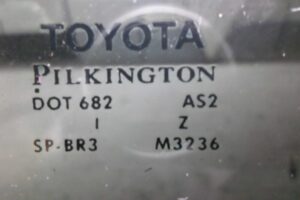 TOYOTA
PILKINGTON
DOT 682 AS2
I Z
SP-BR3 M3236